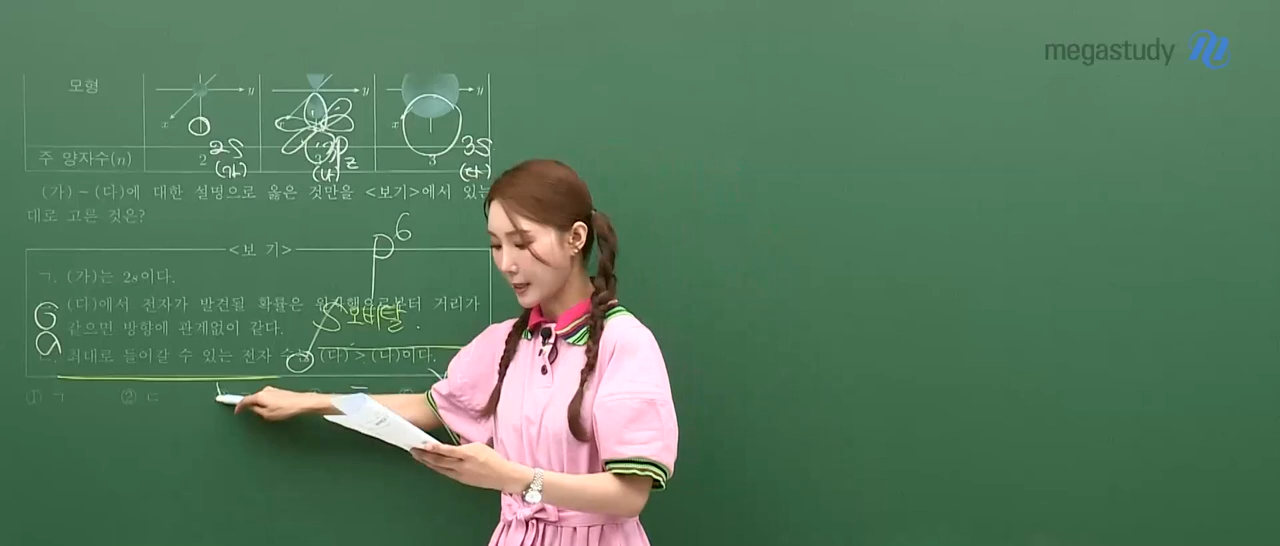 megastudy
모형
y
y
y
x
x
주 양자수(n)
2
2S
3
3P
z
3
3S
(가)
(나)
(다)
(가)~(다)에 대한 설명으로 옳은 것만을 <보기>에서 있는
대로 고른 것은?
6
<보 기>
ㄱ. (가)는 2s이다.
(다)에서 전자가 발견될 확률은 원자핵으로부터 거리가
S오비탈.
같으면 방향에 관계없이 같다.
ㄷ. 최대로 들어갈 수 있는 전자 수는 (다) > (나)이다.
① ㄱ ② ㄷ